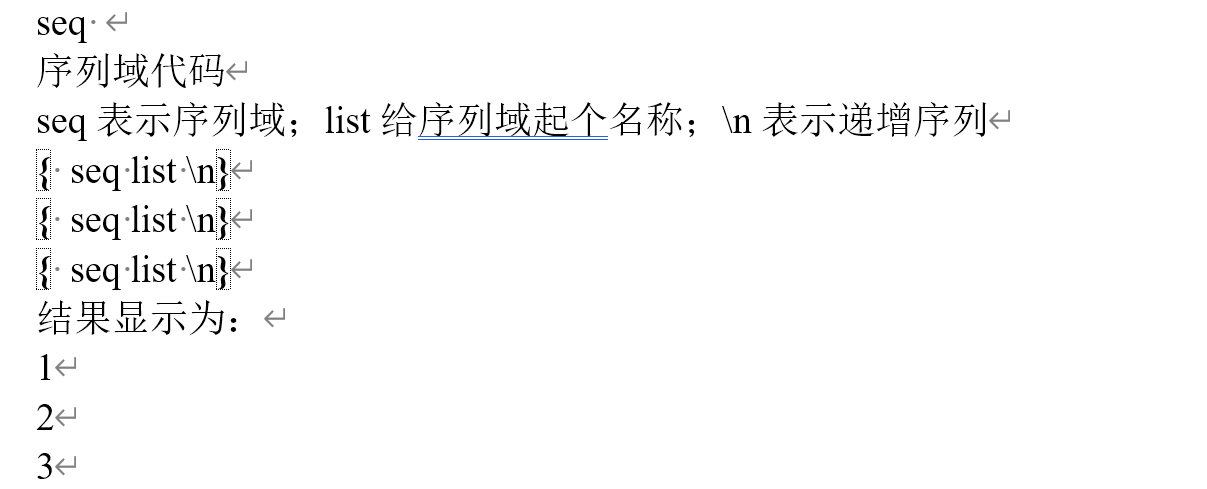 seq
序列域代码
seq 表示序列域；list 给序列域起个名称；\n 表示递增序列
{ seq list \n}
{ seq list \n}
{ seq list \n}
结果显示为：
1
2
3